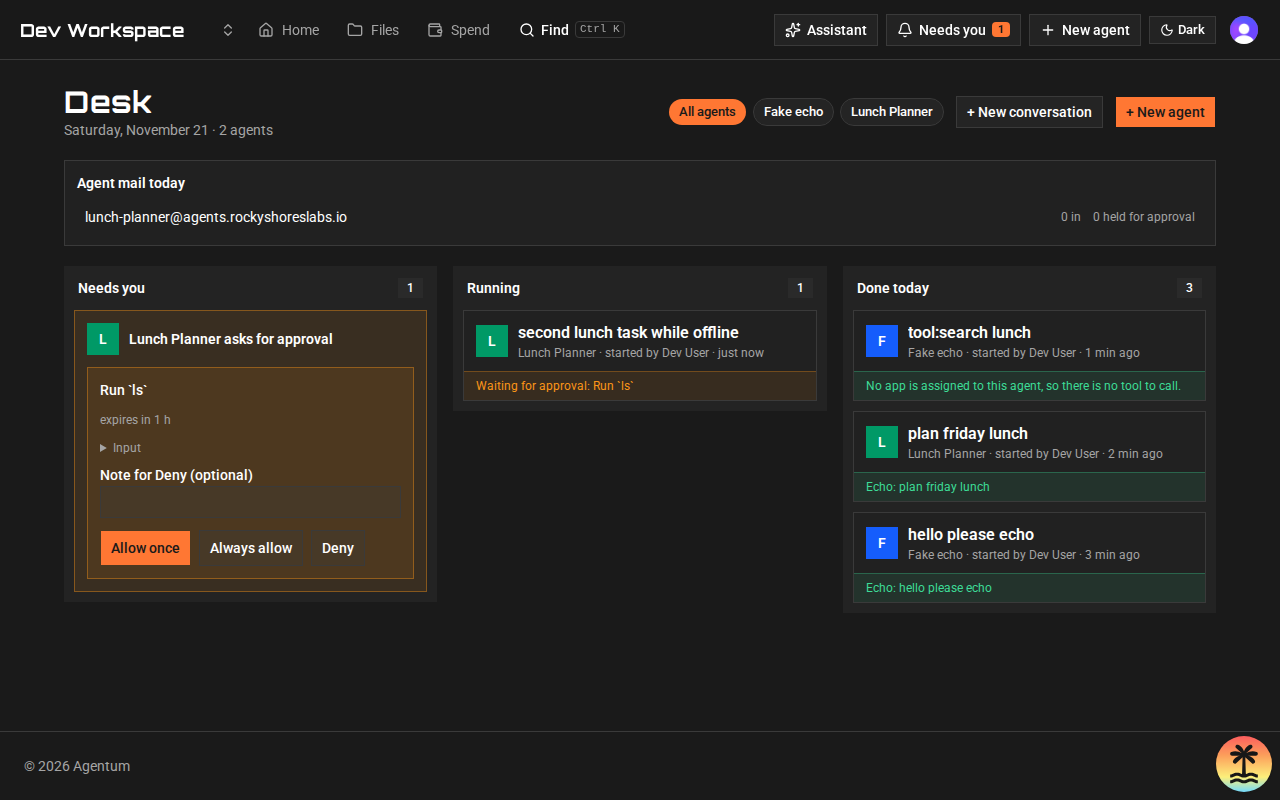 Dev Workspace
Home
Files
Spend
Find Ctrl K
Assistant
Needs you 1
New agent
Dark
Desk
Saturday, November 21 · 2 agents
All agents
Fake echo
Lunch Planner
+ New conversation
+ New agent
Agent mail today
lunch-planner@agents.rockyshoreslabs.io
0 in 0 held for approval
Needs you 1
L Lunch Planner asks for approval
Run `ls`
expires in 1 h
Input
Note for Deny (optional)
Allow once
Always allow
Deny
Running 1
L
second lunch task while offline
Lunch Planner · started by Dev User · just now
Waiting for approval: Run `ls`
Done today 3
F
tool:search lunch
Fake echo · started by Dev User · 1 min ago
No app is assigned to this agent, so there is no tool to call.
L
plan friday lunch
Lunch Planner · started by Dev User · 2 min ago
Echo: plan friday lunch
F
hello please echo
Fake echo · started by Dev User · 3 min ago
Echo: hello please echo
© 2026 Agentum